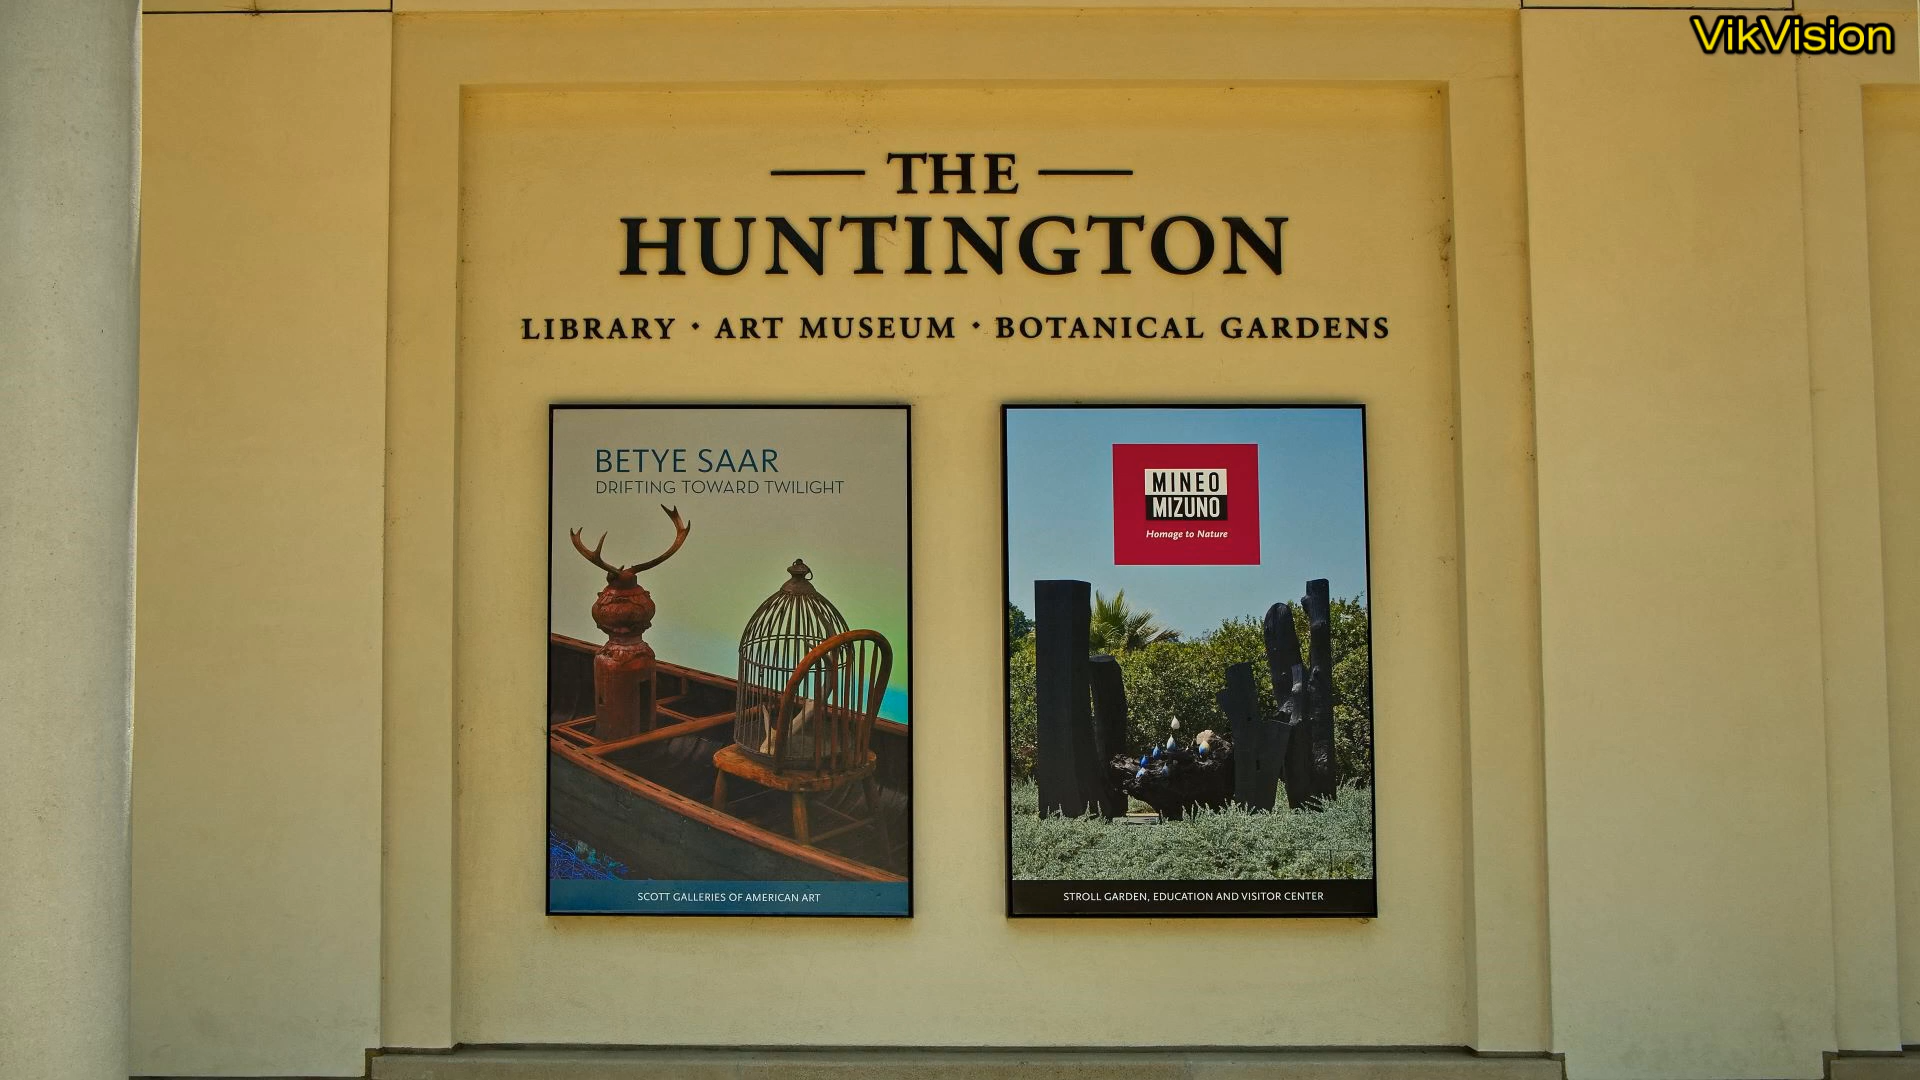 VikVision
THE
HUNTINGTON
LIBRARY · ART MUSEUM · BOTANICAL GARDENS
BETYE SAAR
DRIFTING TOWARD TWILIGHT
SCOTT GALLERIES OF AMERICAN ART
MINEO
MIZUNO
Homage to Nature
STROLL GARDEN, EDUCATION AND VISITOR CENTER